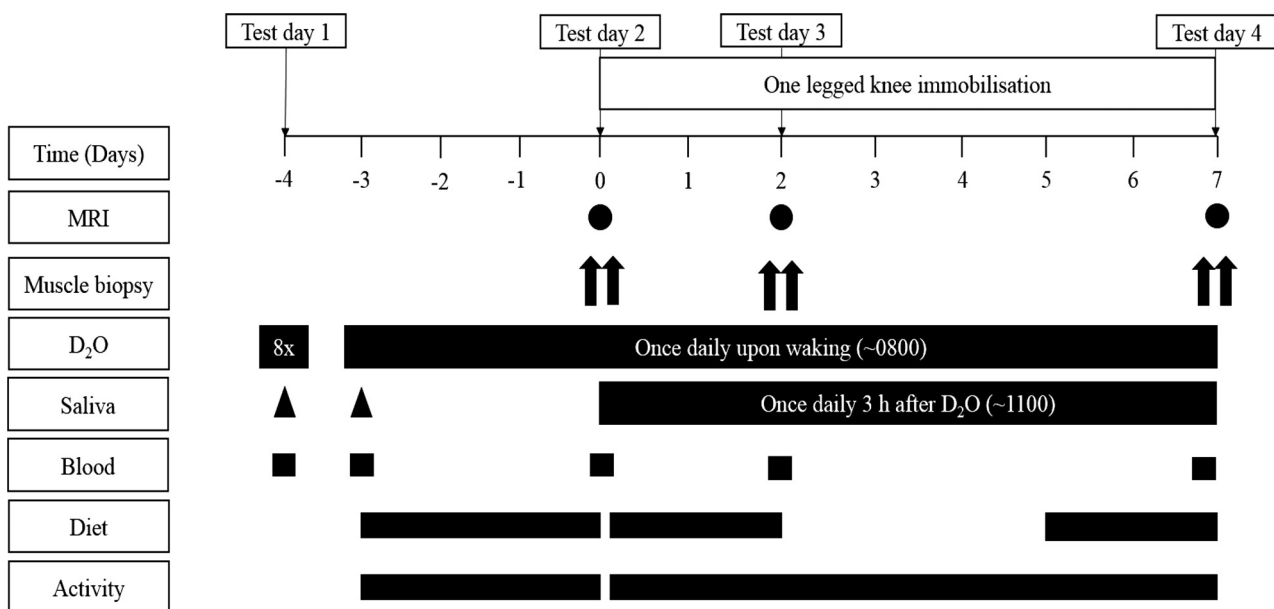 Test day 1
Test day 2
Test day 3
Test day 4
One legged knee immobilisation
Time (Days)
-4 -3 -2 -1 0 1 2 3 4 5 6 7
MRI
Muscle biopsy
D₂O
8x
Once daily upon waking (~0800)
Saliva
Once daily 3 h after D₂O (~1100)
Blood
Diet
Activity